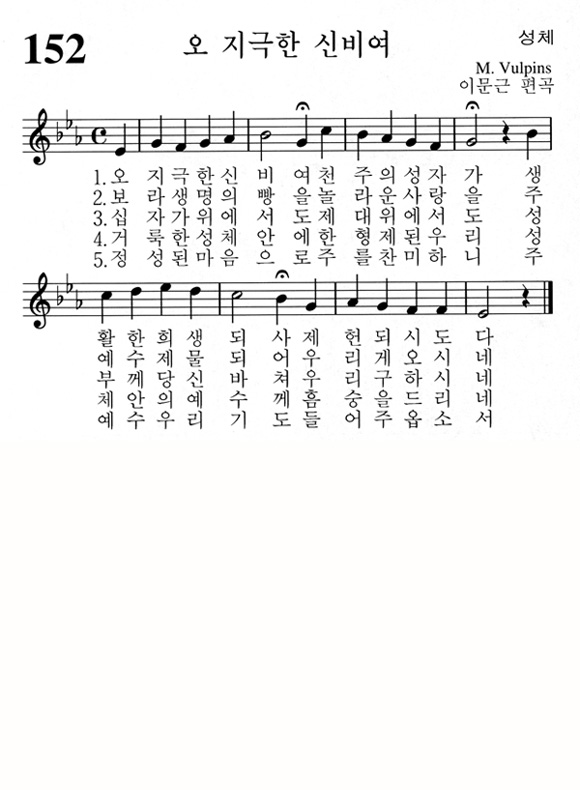 152 오 지극한 신비여 성체
M. Vulpins
이문근 편곡
1.오 지극한신 비 여천 주의성자 가 생
2.보 라생명의 빵 을놀 라운사랑 을 주
3.십 자가위에 서 도제 대위에서 도 성
4.거 룩한성체 안 에한 형제된우 리 성
5.정 성된마음 으 로주 를찬미하 니 주
활 한 희 생 되 사 제 헌 되 시 도 다
예 수 제 물 되 어 우 리 게 오 시 네
부 께 당 신 바 쳐 우 리 구 하 시 네
체 안 의 예 수 께 흠 숭 을 드 리 네
예 수 우 리 기 도 들 어 주 옵 소 서